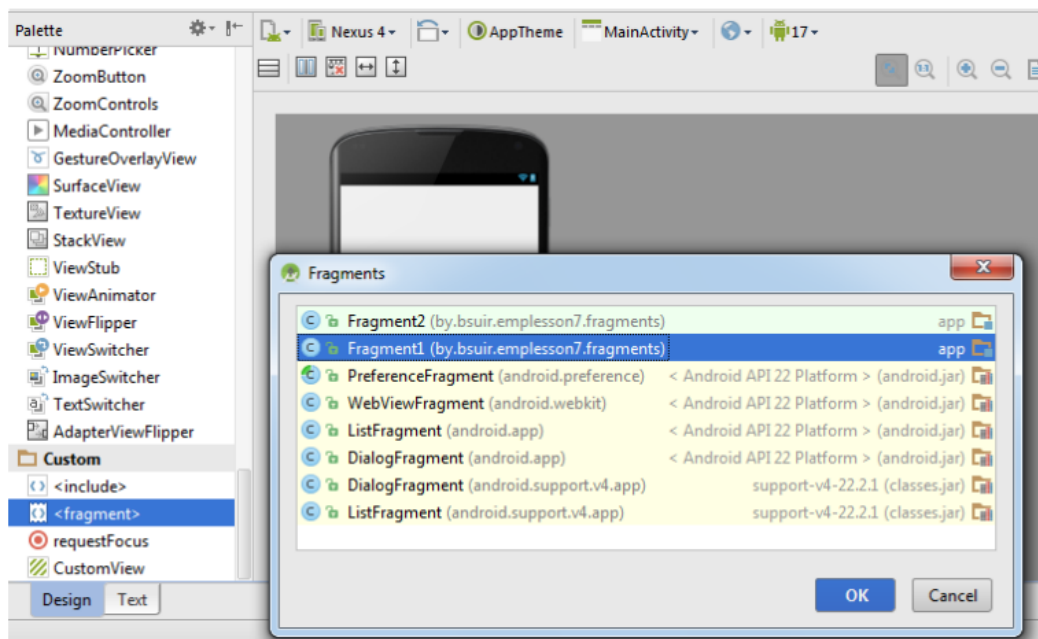 Palette
NumberPicker
ZoomButton
ZoomControls
MediaController
GestureOverlayView
SurfaceView
TextureView
StackView
ViewStub
ViewAnimator
ViewFlipper
ViewSwitcher
ImageSwitcher
TextSwitcher
AdapterViewFlipper
Custom
<include>
<fragment>
requestFocus
CustomView
Design Text
Nexus 4 AppTheme MainActivity 17
1:1
Fragments
Fragment2 (by.bsuir.emplesson7.fragments) app
Fragment1 (by.bsuir.emplesson7.fragments) app
PreferenceFragment (android.preference) < Android API 22 Platform > (android.jar)
WebViewFragment (android.webkit) < Android API 22 Platform > (android.jar)
ListFragment (android.app) < Android API 22 Platform > (android.jar)
DialogFragment (android.app) < Android API 22 Platform > (android.jar)
DialogFragment (android.support.v4.app) support-v4-22.2.1 (classes.jar)
ListFragment (android.support.v4.app) support-v4-22.2.1 (classes.jar)
OK Cancel